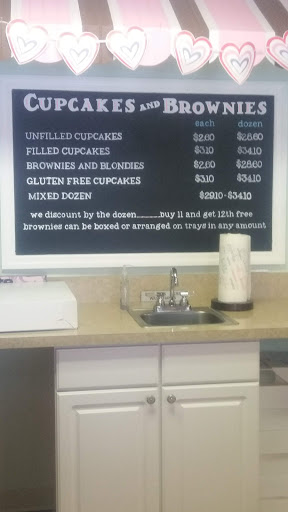 CUPCAKES AND BROWNIES
each dozen
UNFILLED CUPCAKES $2.60 $28.60
FILLED CUPCAKES $3.10 $34.10
BROWNIES AND BLONDIES $2.60 $28.60
GLUTEN FREE CUPCAKES $3.10 $34.10
MIXED DOZEN $29.10-$34.10
we discount by the dozen............buy 11 and get 12th free
brownies can be boxed or arranged on trays in any amount